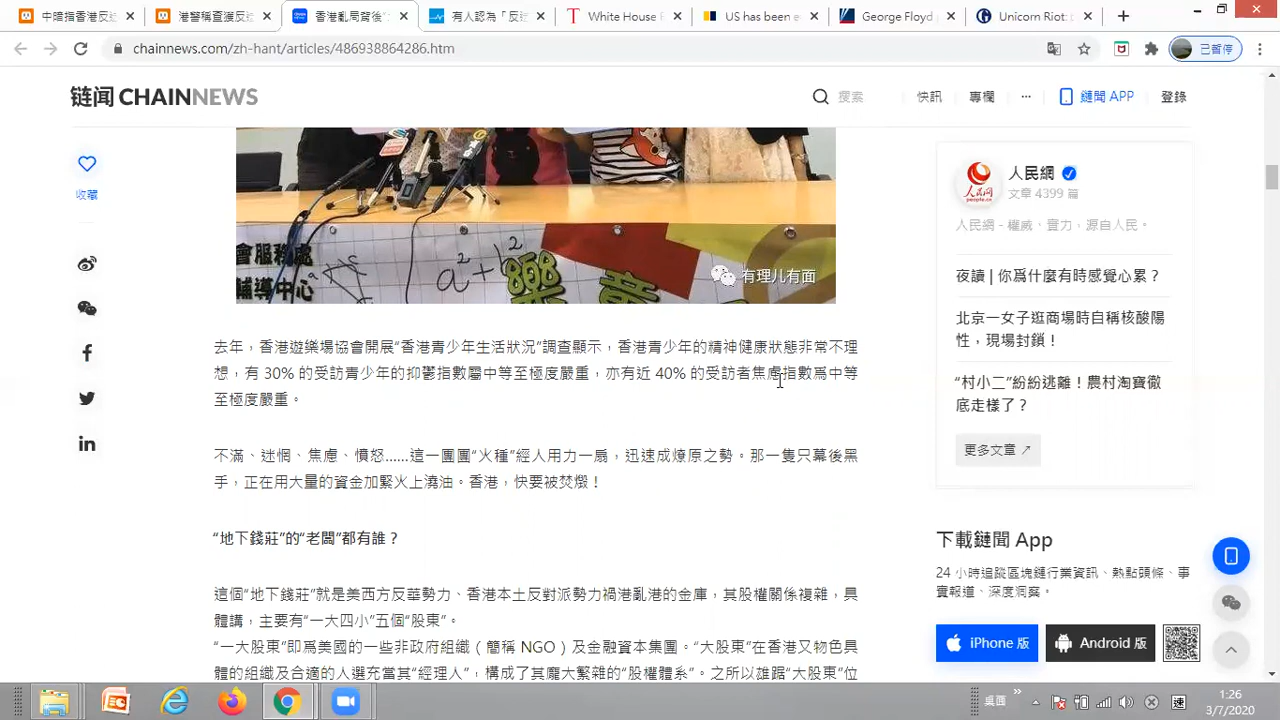 中暗指香港反送
港警稱查獲反送
香港亂局背後"
有人認為「反送
White House R
US has been e
George Floyd p
Unicorn Riot:
chainnews.com/zh-hant/articles/486938864286.htm
已暫停
链闻 CHAINNEWS
搜索
快訊
專欄
···
鏈聞 APP
登錄
收藏
會服務處
輔導中心
a²+b²
樂
有理儿有面
去年，香港遊樂場協會開展“香港青少年生活狀況”調查顯示，香港青少年的精神健康狀態非常不理
想，有 30% 的受訪青少年的抑鬱指數屬中等至極度嚴重，亦有近 40% 的受訪者焦慮指數爲中等
至極度嚴重。
不滿、迷惘、焦慮、憤怒......這一團團“火種”經人用力一扇，迅速成燎原之勢。那一隻只幕後黑
手，正在用大量的資金加緊火上澆油。香港，快要被焚燬！
“地下錢莊”的“老闆”都有誰？
這個“地下錢莊”就是美西方反華勢力、香港本土反對派勢力禍港亂港的金庫，其股權關係複雜，具
體講，主要有“一大四小”五個“股東”。
“一大股東”即爲美國的一些非政府組織（簡稱 NGO）及金融資本集團。“大股東”在香港又物色具
體的組織及合適的人選充當其“經理人”，構成了其龐大繁雜的“股權體系”。之所以雄踞“大股東”位
人民網
people.cn
人民網
文章 4399 篇
人民網 - 權威、實力，源自人民。
夜讀 | 你爲什麼有時感覺心累？
北京一女子逛商場時自稱核酸陽
性，現場封鎖！
“村小二”紛紛逃離！農村淘寶徹
底走樣了？
更多文章 ↗
下載鏈聞 App
24 小時追蹤區塊鏈行業資訊、熱點頭條、事
實報道、深度洞察。
iPhone 版
Android 版
桌面
速
1:26
3/7/2020